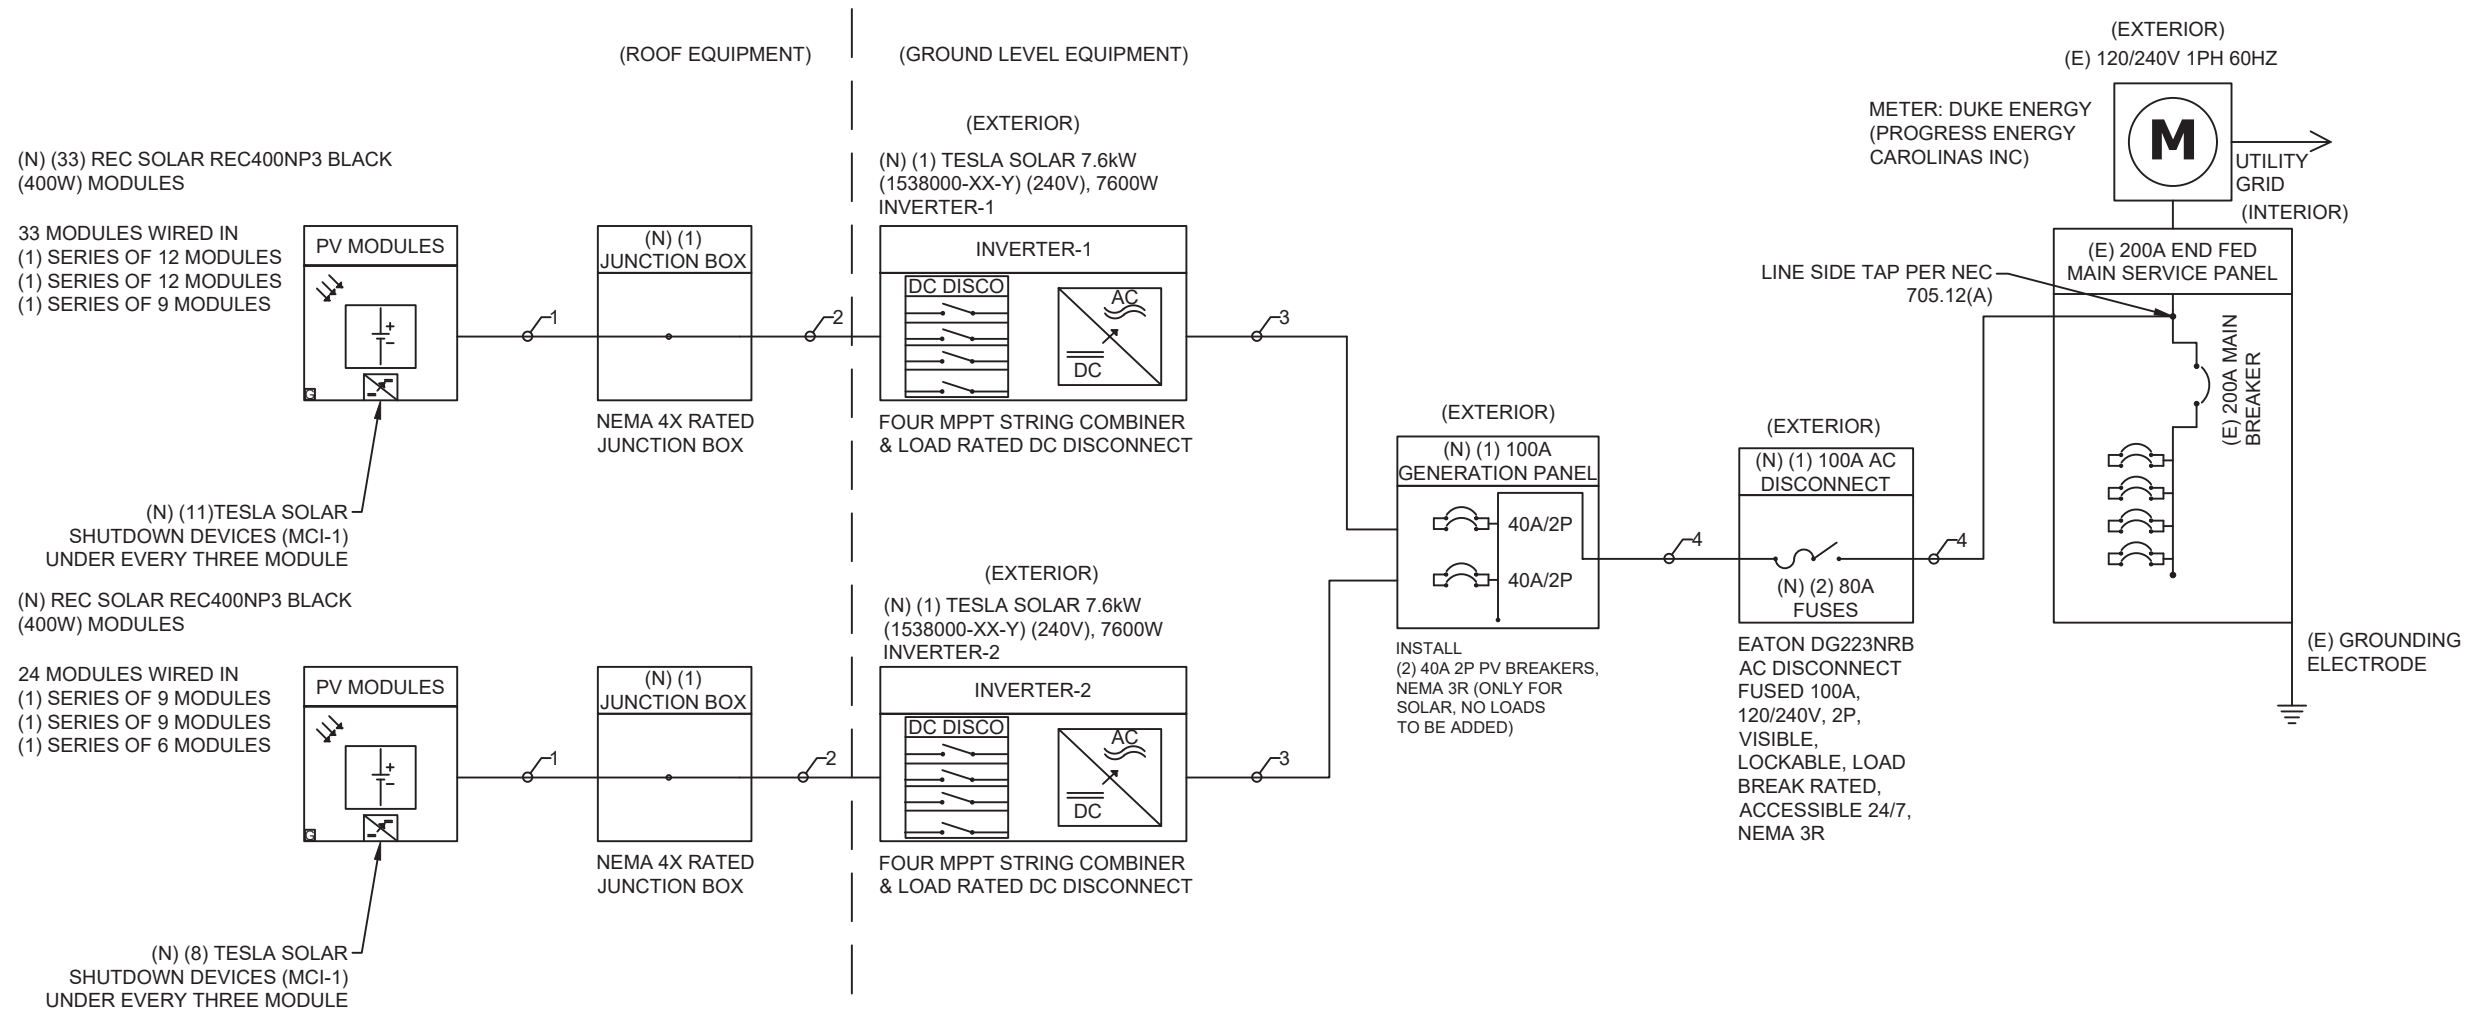 (ROOF EQUIPMENT)
(GROUND LEVEL EQUIPMENT)
(N) (33) REC SOLAR REC400NP3 BLACK
(400W) MODULES
33 MODULES WIRED IN
(1) SERIES OF 12 MODULES
(1) SERIES OF 12 MODULES
(1) SERIES OF 9 MODULES
PV MODULES
+
-
G
(N) (11)TESLA SOLAR
SHUTDOWN DEVICES (MCI-1)
UNDER EVERY THREE MODULE
1
(N) (1)
JUNCTION BOX
NEMA 4X RATED
JUNCTION BOX
2
(EXTERIOR)
(N) (1) TESLA SOLAR 7.6kW
(1538000-XX-Y) (240V), 7600W
INVERTER-1
INVERTER-1
DC DISCO
AC
DC
FOUR MPPT STRING COMBINER
& LOAD RATED DC DISCONNECT
3
(N) REC SOLAR REC400NP3 BLACK
(400W) MODULES
24 MODULES WIRED IN
(1) SERIES OF 9 MODULES
(1) SERIES OF 9 MODULES
(1) SERIES OF 6 MODULES
PV MODULES
+
-
G
(N) (8) TESLA SOLAR
SHUTDOWN DEVICES (MCI-1)
UNDER EVERY THREE MODULE
1
(N) (1)
JUNCTION BOX
NEMA 4X RATED
JUNCTION BOX
2
(EXTERIOR)
(N) (1) TESLA SOLAR 7.6kW
(1538000-XX-Y) (240V), 7600W
INVERTER-2
INVERTER-2
DC DISCO
AC
DC
FOUR MPPT STRING COMBINER
& LOAD RATED DC DISCONNECT
3
(EXTERIOR)
(N) (1) 100A
GENERATION PANEL
40A/2P
40A/2P
INSTALL
(2) 40A 2P PV BREAKERS,
NEMA 3R (ONLY FOR
SOLAR, NO LOADS
TO BE ADDED)
4
(EXTERIOR)
(N) (1) 100A AC
DISCONNECT
(N) (2) 80A
FUSES
EATON DG223NRB
AC DISCONNECT
FUSED 100A,
120/240V, 2P,
VISIBLE,
LOCKABLE, LOAD
BREAK RATED,
ACCESSIBLE 24/7,
NEMA 3R
4
(EXTERIOR)
(E) 120/240V 1PH 60HZ
METER: DUKE ENERGY
(PROGRESS ENERGY
CAROLINAS INC)
M
UTILITY
GRID
(INTERIOR)
(E) 200A END FED
MAIN SERVICE PANEL
LINE SIDE TAP PER NEC
705.12(A)
(E) 200A MAIN
BREAKER
(E) GROUNDING
ELECTRODE